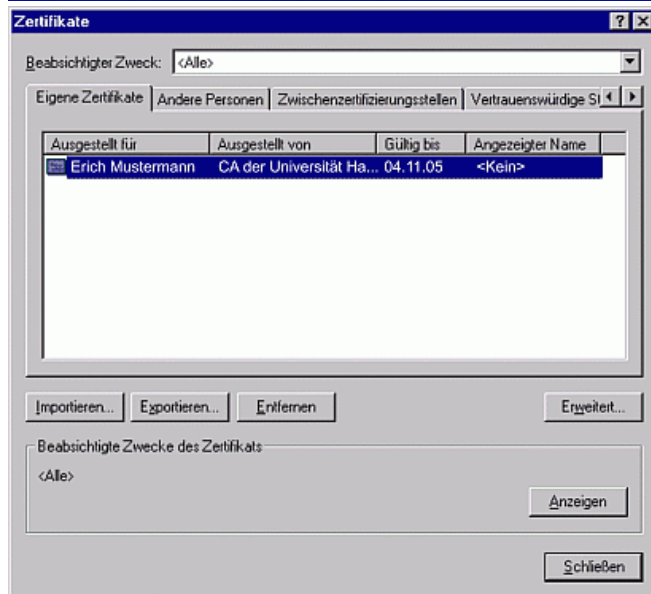 Zertifikate
Beabsichtigter Zweck: <Alle>
Eigene Zertifikate Andere Personen Zwischenzertifizierungsstellen Vertrauenswürdige St
Ausgestellt für Ausgestellt von Gültig bis Angezeigter Name
Erich Mustermann CA der Universität Ha... 04.11.05 <Kein>
Importieren... Exportieren... Entfernen Erweitert...
Beabsichtigte Zwecke des Zertifikats
<Alle>
Anzeigen
Schließen